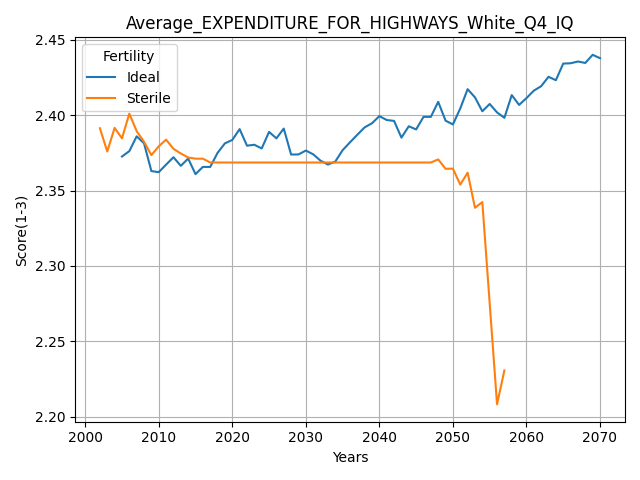 Average_EXPENDITURE_FOR_HIGHWAYS_White_Q4_IQ
2.45
2.40
2.35
2.30
2.25
2.20
Score(1-3)
Fertility
Ideal
Sterile
2000 2010 2020 2030 2040 2050 2060 2070
Years